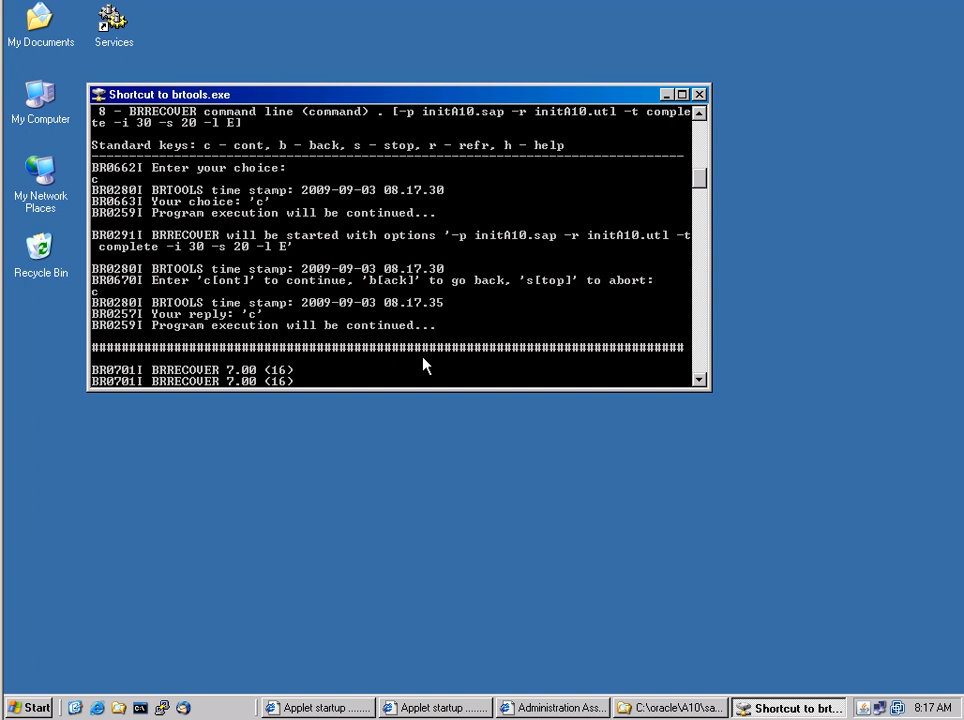 My Documents
Services
My Computer
My Network
Places
Recycle Bin
Shortcut to brtools.exe
8 - BRRECOVER command line (command) . [-p initA10.sap -r initA10.utl -t comple
te -i 30 -s 20 -l E]
Standard keys: c - cont, b - back, s - stop, r - refr, h - help
-------------------------------------------------------------------------------
BR0662I Enter your choice:
c
BR0280I BRTOOLS time stamp: 2009-09-03 08.17.30
BR0663I Your choice: 'c'
BR0259I Program execution will be continued...
BR0291I BRRECOVER will be started with options '-p initA10.sap -r initA10.utl -t
complete -i 30 -s 20 -l E'
BR0280I BRTOOLS time stamp: 2009-09-03 08.17.30
BR0670I Enter 'c[ont]' to continue, 'b[ack]' to go back, 's[top]' to abort:
c
BR0280I BRTOOLS time stamp: 2009-09-03 08.17.35
BR0257I Your reply: 'c'
BR0259I Program execution will be continued...
###############################################################################
BR0701I BRRECOVER 7.00 (16)
BR0701I BRRECOVER 7.00 (16)
Start
Applet startup ........
Applet startup ........
Administration Ass...
C:\oracle\A10\sa...
Shortcut to brt...
8:17 AM